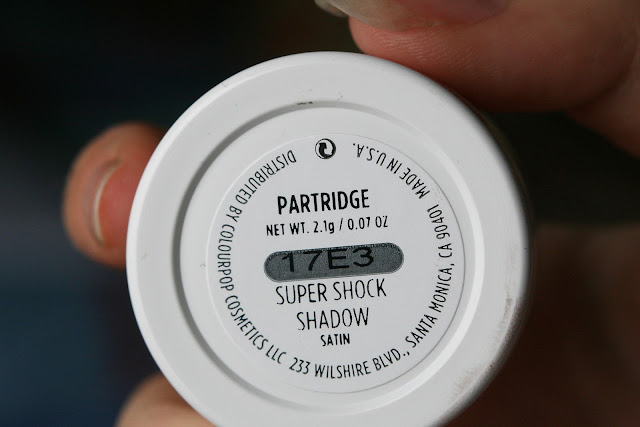 PARTRIDGE
NET WT. 2.1g / 0.07 OZ
17E3
SUPER SHOCK
SHADOW
SATIN
DISTRIBUTED BY COLOURPOP COSMETICS LLC 233 WILSHIRE BLVD., SANTA MONICA, CA 90401 MADE IN U.S.A.